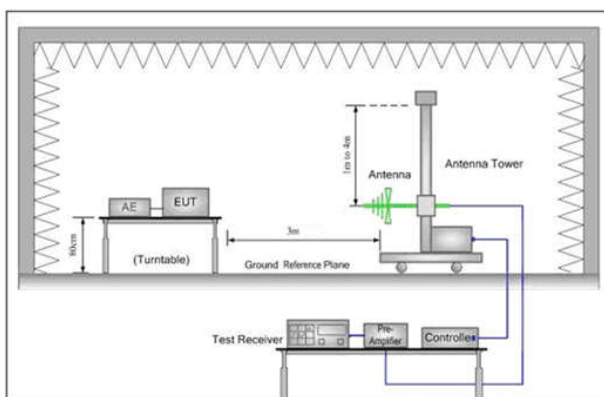 1m to 4m
Antenna
Antenna Tower
AE
EUT
80cm
(Turntable)
3m
Ground Reference Plane
Test Receiver
Pre-
Amplifier
Controller